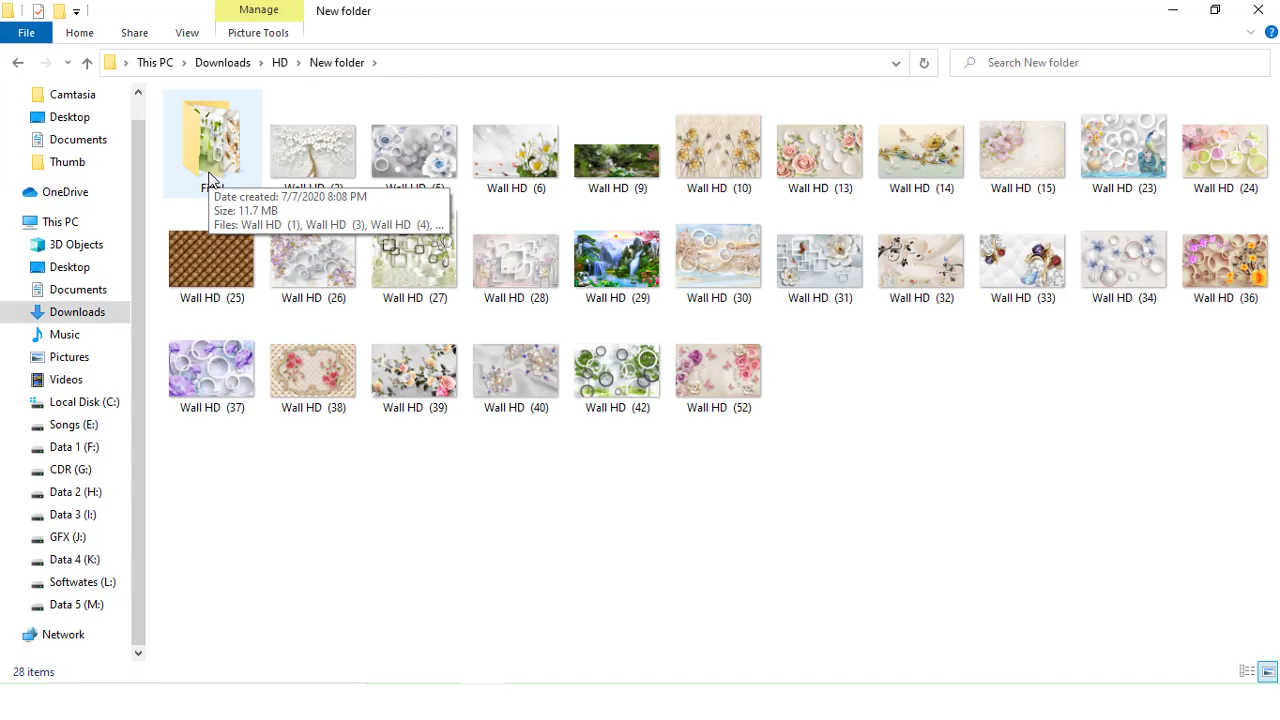 Manage
New folder
File
Home
Share
View
Picture Tools
This PC
Downloads
HD
New folder
Search New folder
Camtasia
Desktop
Documents
Thumb
OneDrive
This PC
3D Objects
Desktop
Documents
Downloads
Music
Pictures
Videos
Local Disk (C:)
Songs (E:)
Data 1 (F:)
CDR (G:)
Data 2 (H:)
Data 3 (I:)
GFX (J:)
Data 4 (K:)
Softwates (L:)
Data 5 (M:)
Network
Wall HD (6)
Wall HD (9)
Wall HD (10)
Wall HD (13)
Wall HD (14)
Wall HD (15)
Wall HD (23)
Wall HD (24)
Date created: 7/7/2020 8:08 PM
Size: 11.7 MB
Files: Wall HD (1), Wall HD (3), Wall HD (4), ...
Wall HD (25)
Wall HD (26)
Wall HD (27)
Wall HD (28)
Wall HD (29)
Wall HD (30)
Wall HD (31)
Wall HD (32)
Wall HD (33)
Wall HD (34)
Wall HD (36)
Wall HD (37)
Wall HD (38)
Wall HD (39)
Wall HD (40)
Wall HD (42)
Wall HD (52)
28 items